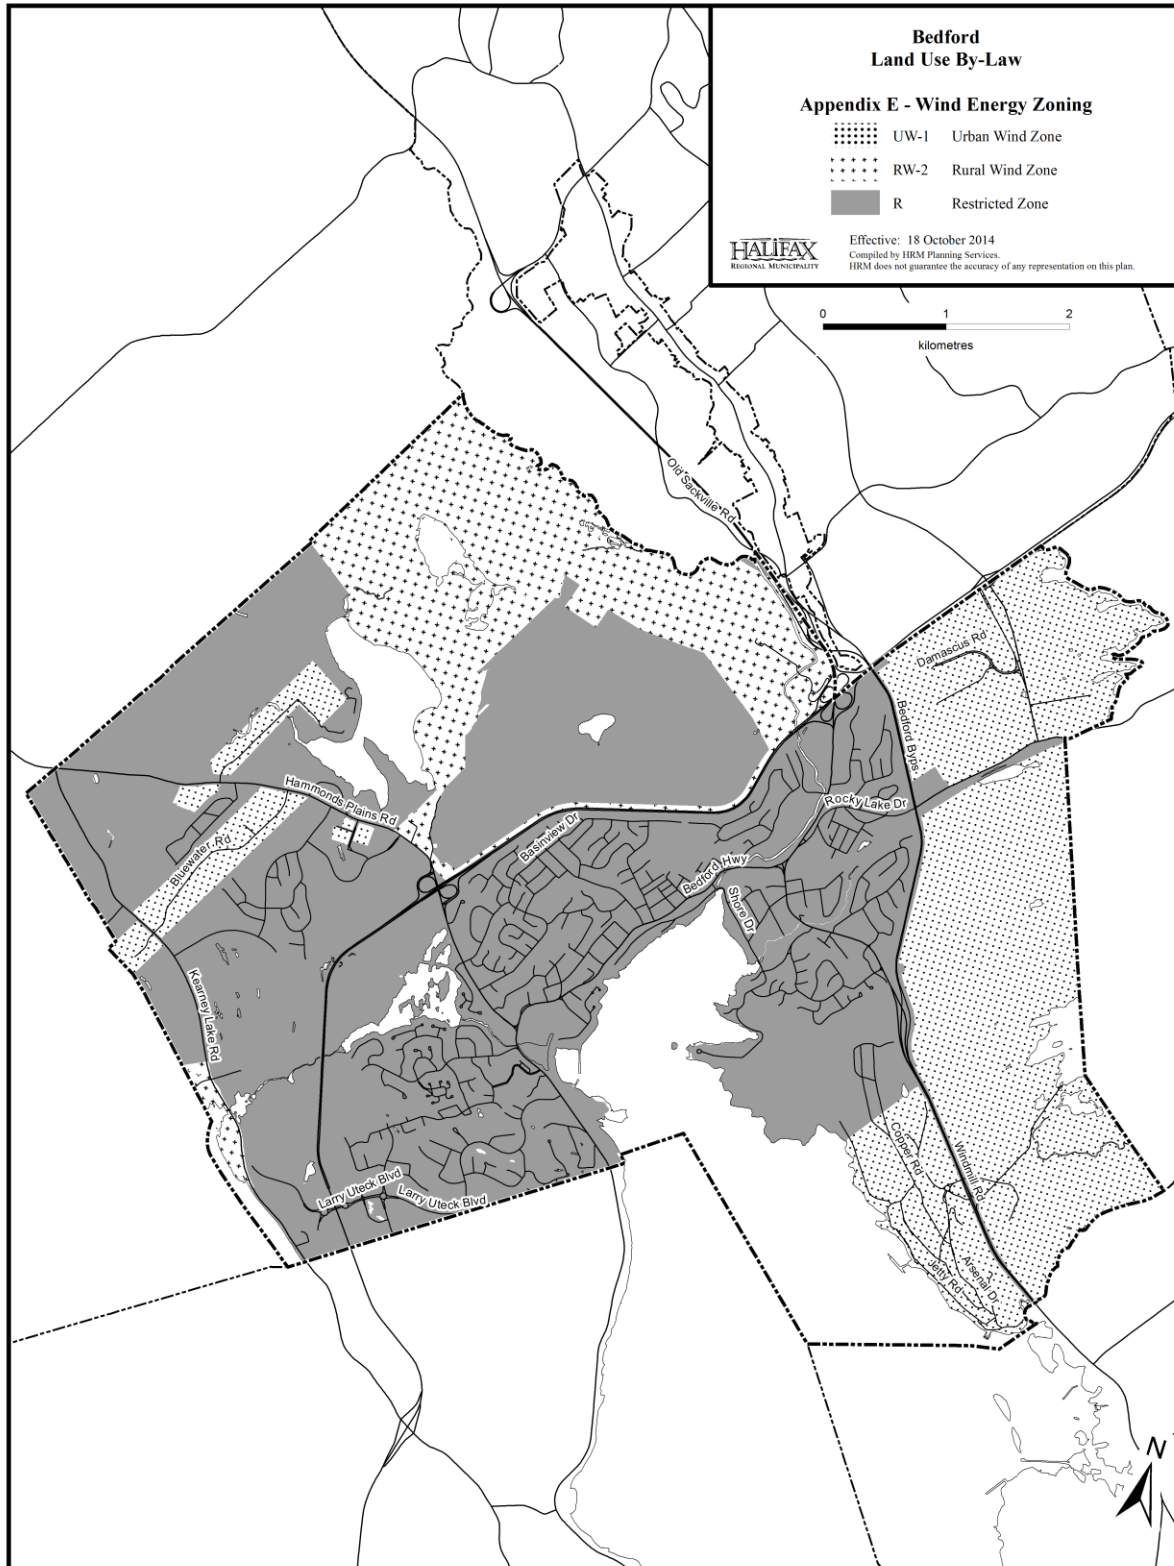 Bedford
Land Use By-Law
Appendix E - Wind Energy Zoning
UW-1 Urban Wind Zone
RW-2 Rural Wind Zone
R Restricted Zone
HALIFAX
REGIONAL MUNICIPALITY
Effective: 18 October 2014
Compiled by HRM Planning Services.
HRM does not guarantee the accuracy of any representation on this plan.
0 1 2
kilometres
Old Sackville Rd
Damascus Rd
Bedford Byps
Hammonds Plains Rd
Rocky Lake Dr
Basinview Dr
Bluewater Rd
Bedford Hwy
Shore Dr
Kearney Lake Rd
Copper Rd
Windmill Rd
Larry Uteck Blvd
Larry Uteck Blvd
Jetty Rd
Arsenal Dr
N